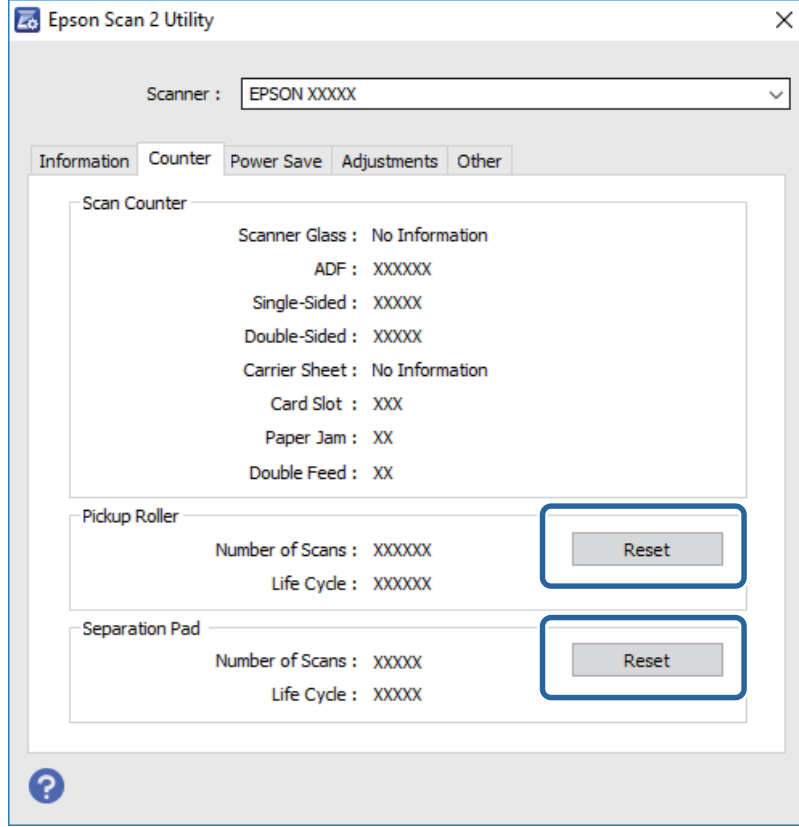 Epson Scan 2 Utility
Scanner : EPSON XXXXX
Information Counter Power Save Adjustments Other
Scan Counter
Scanner Glass : No Information
ADF : XXXXXX
Single-Sided : XXXXX
Double-Sided : XXXXX
Carrier Sheet : No Information
Card Slot : XXX
Paper Jam : XX
Double Feed : XX
Pickup Roller
Number of Scans : XXXXXX Reset
Life Cycle : XXXXXX
Separation Pad
Number of Scans : XXXXX Reset
Life Cycle : XXXXX
?